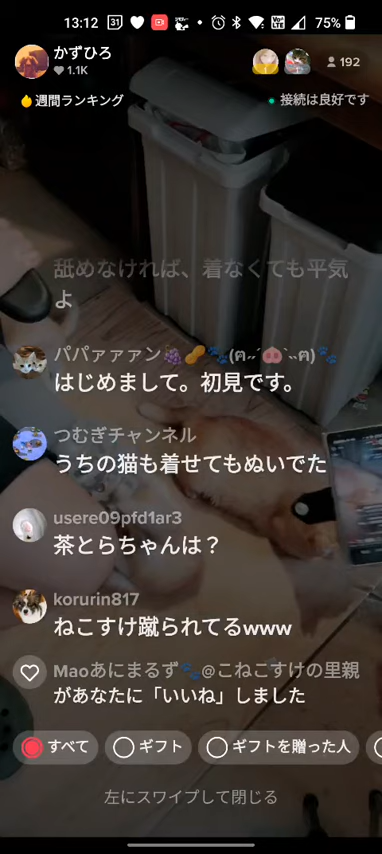 13:12 31 75%
かずひろ
1.1K
192
週間ランキング
接続は良好です
舐めなければ、着なくても平気
よ
パパァァァン🍇🥜🐾(ฅ˶´🐽`˵ฅ)🐾
はじめまして。初見です。
つむぎチャンネル
うちの猫も着せてもぬいでた
usere09pfd1ar3
茶とらちゃんは？
korurin817
ねこすけ蹴られてるwww
Maoあにまるず🐾@こねこすけの里親
があなたに「いいね」しました
すべて ギフト ギフトを贈った人
左にスワイプして閉じる